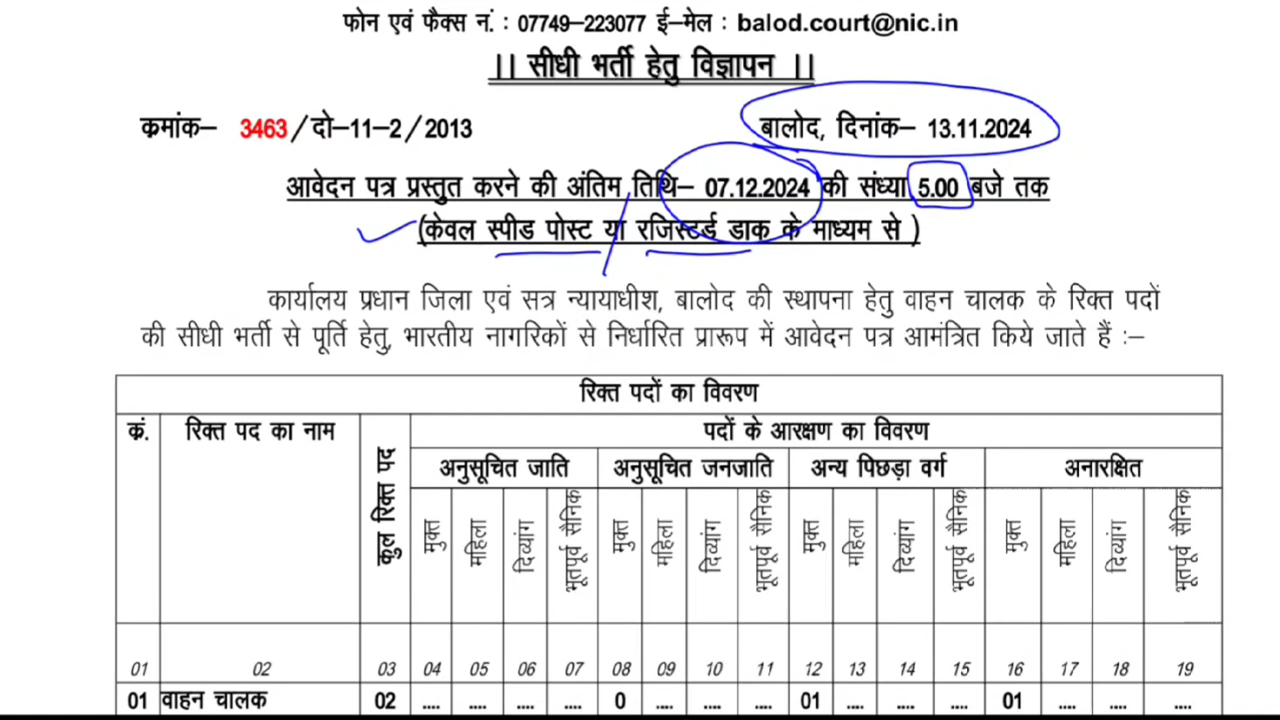 फोन एवं फैक्स नं. : 07749–223077 ई–मेल : balod.court@nic.in
|| सीधी भर्ती हेतु विज्ञापन ||
क्रमांक– 3463/दो–11–2/2013 बालोद, दिनांक– 13.11.2024
आवेदन पत्र प्रस्तुत करने की अंतिम तिथि– 07.12.2024 की संध्या 5.00 बजे तक
(केवल स्पीड पोस्ट या रजिस्टर्ड डाक के माध्यम से )
कार्यालय प्रधान जिला एवं सत्र न्यायाधीश, बालोद की स्थापना हेतु वाहन चालक के रिक्त पदों
की सीधी भर्ती से पूर्ति हेतु, भारतीय नागरिकों से निर्धारित प्रारूप में आवेदन पत्र आमंत्रित किये जाते हैं :–
रिक्त पदों का विवरण
क्रं. रिक्त पद का नाम कुल रिक्त पद पदों के आरक्षण का विवरण
अनुसूचित जाति अनुसूचित जनजाति अन्य पिछड़ा वर्ग अनारक्षित
मुक्त महिला दिव्यांग भूतपूर्व सैनिक मुक्त महिला दिव्यांग भूतपूर्व सैनिक मुक्त महिला दिव्यांग भूतपूर्व सैनिक मुक्त महिला दिव्यांग भूतपूर्व सैनिक
01 02 03 04 05 06 07 08 09 10 11 12 13 14 15 16 17 18 19
01 वाहन चालक 02 .... .... .... .... 0 .... .... .... 01 .... .... .... 01 .... .... ....